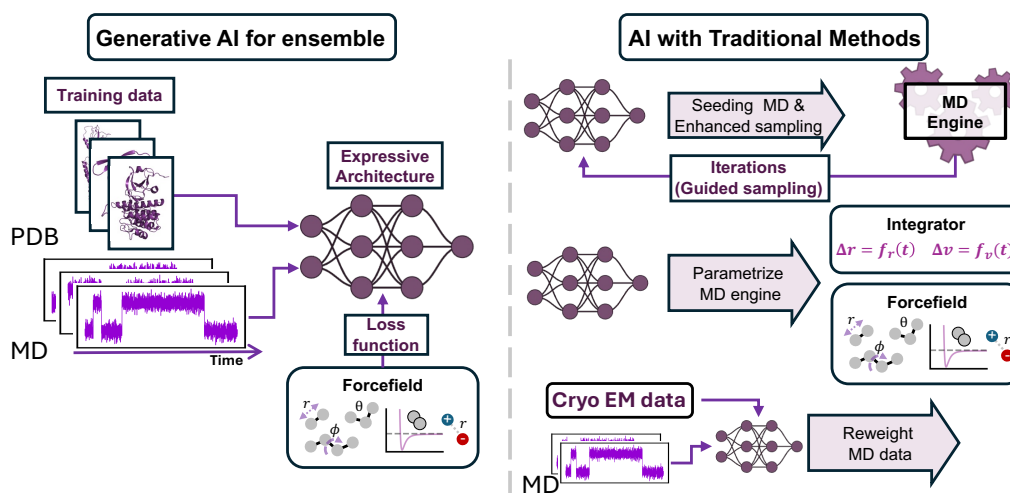 Generative AI for ensemble
Training data
PDB
MD
Time
Expressive
Architecture
Loss
function
Forcefield
r
θ
ϕ
+
r
-
AI with Traditional Methods
Seeding MD &
Enhanced sampling
MD
Engine
Iterations
(Guided sampling)
Parametrize
MD engine
Integrator
Δr = fᵣ(t) Δv = fᵥ(t)
Forcefield
r
θ
ϕ
+
r
-
Cryo EM data
MD
Reweight
MD data